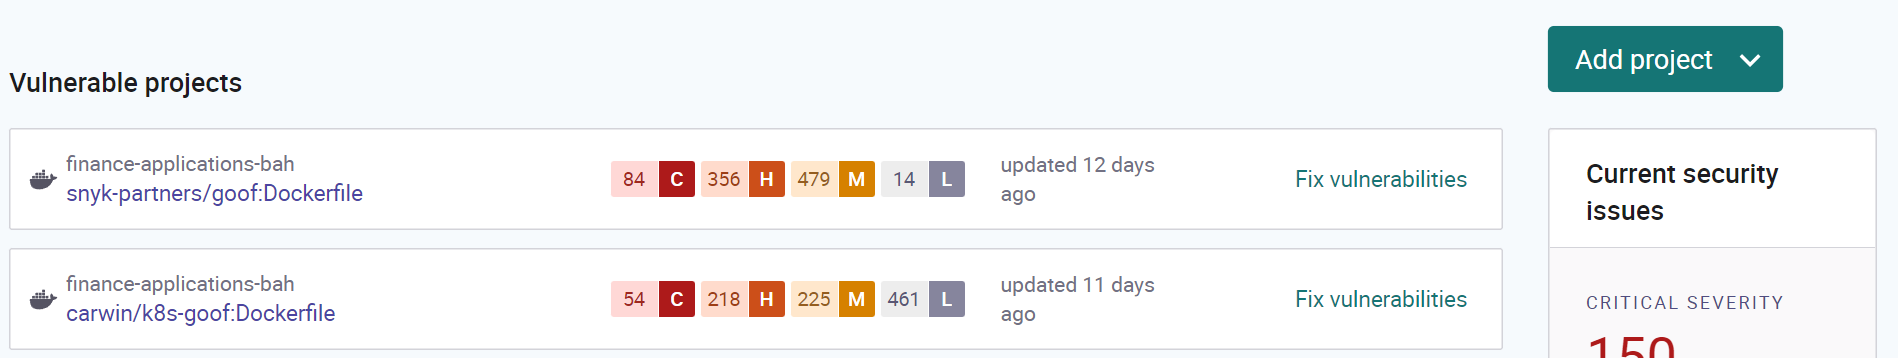 Add project
Vulnerable projects
finance-applications-bah
snyk-partners/goof:Dockerfile
84 C 356 H 479 M 14 L
updated 12 days
ago
Fix vulnerabilities
finance-applications-bah
carwin/k8s-goof:Dockerfile
54 C 218 H 225 M 461 L
updated 11 days
ago
Fix vulnerabilities
Current security
issues
CRITICAL SEVERITY
150